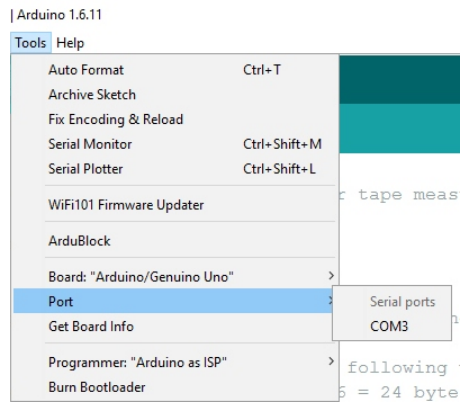 | Arduino 1.6.11
Tools Help
Auto Format Ctrl+T
Archive Sketch
Fix Encoding & Reload
Serial Monitor Ctrl+Shift+M
Serial Plotter Ctrl+Shift+L
r tape meas
WiFi101 Firmware Updater
ArduBlock
Board: "Arduino/Genuino Uno"
Port
Serial ports
Get Board Info
COM3
Programmer: "Arduino as ISP"
following
Burn Bootloader
6 = 24 byte